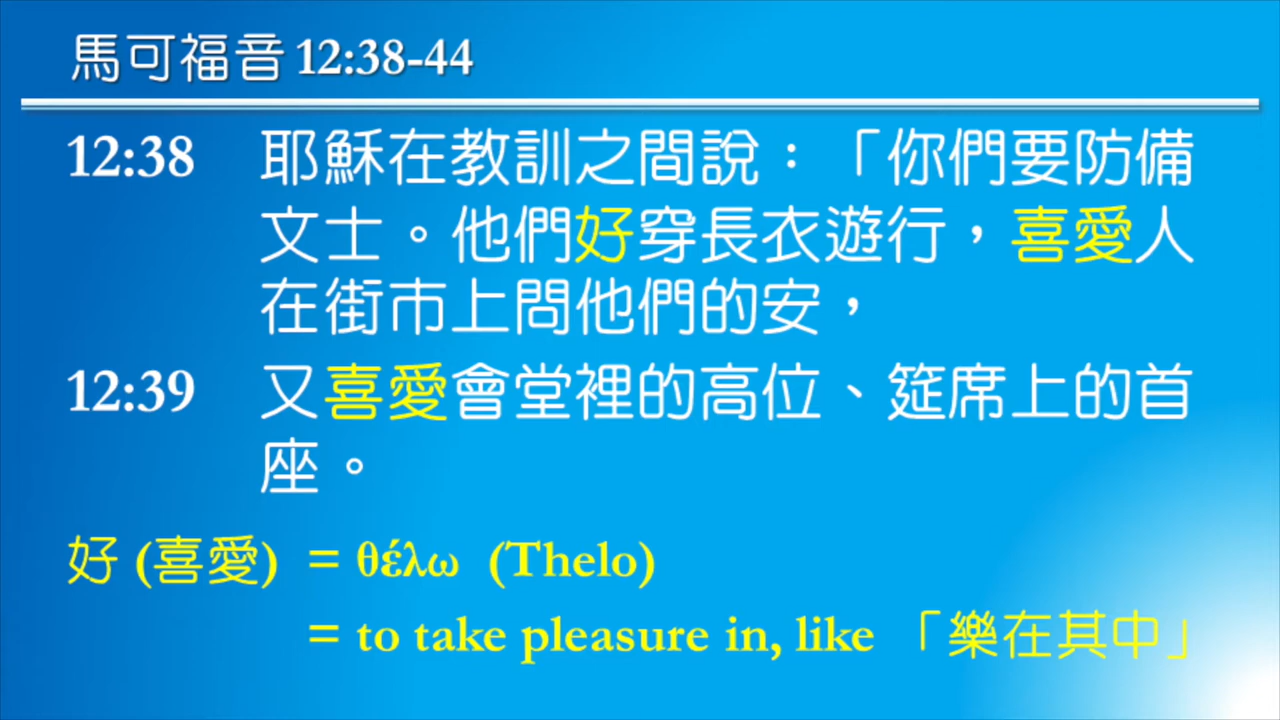 馬可福音 12:38-44
12:38 耶穌在教訓之間說：「你們要防備
文士。他們好穿長衣遊行，喜愛人
在街市上問他們的安，
12:39 又喜愛會堂裡的高位、筵席上的首
座。
好 (喜愛) = θέλω (Thelo)
= to take pleasure in, like 「樂在其中」